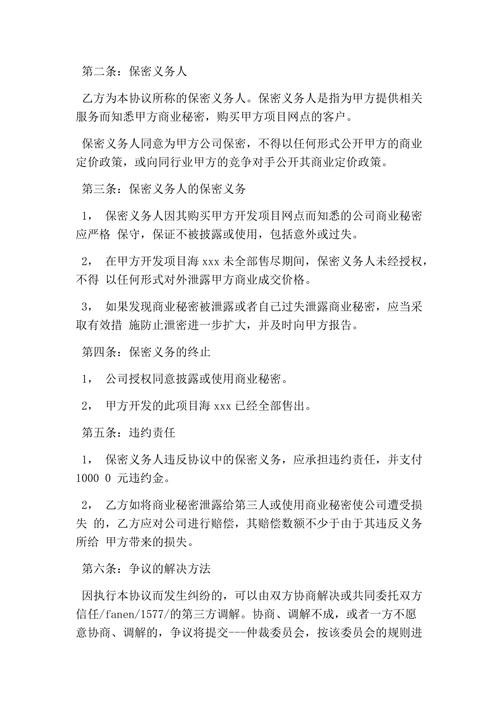 第二条：保密义务人
乙方为本协议所称的保密义务人。保密义务人是指为甲方提供相关
服务而知悉甲方商业秘密，购买甲方项目网点的客户。
保密义务人同意为甲方公司保密，不得以任何形式公开甲方的商业
定价政策，或向同行业甲方的竞争对手公开其商业定价政策。
第三条：保密义务人的保密义务
1， 保密义务人因其购买甲方开发项目网点而知悉的公司商业秘密
应严格 保守，保证不被披露或使用，包括意外或过失。
2， 在甲方开发项目海 xxx 未全部售尽期间，保密义务人未经授权，
不得 以任何形式对外泄露甲方商业成交价格。
3， 如果发现商业秘密被泄露或者自己过失泄露商业秘密，应当采
取有效措 施防止泄密进一步扩大，并及时向甲方报告。
第四条：保密义务的终止
1， 公司授权同意披露或使用商业秘密。
2， 甲方开发的此项目海 xxx 已经全部售出。
第五条：违约责任
1， 保密义务人违反协议中的保密义务，应承担违约责任，并支付
1000 0 元违约金。
2， 乙方如将商业秘密泄露给第三人或使用商业秘密使公司遭受损
失 的，乙方应对公司进行赔偿，其赔偿数额不少于由于其违反义务
所给 甲方带来的损失。
第六条：争议的解决方法
因执行本协议而发生纠纷的，可以由双方协商解决或共同委托双方
信任/fanen/1577/的第三方调解。协商、调解不成，或者一方不愿
意协商、调解的，争议将提交---仲裁委员会，按该委员会的规则进